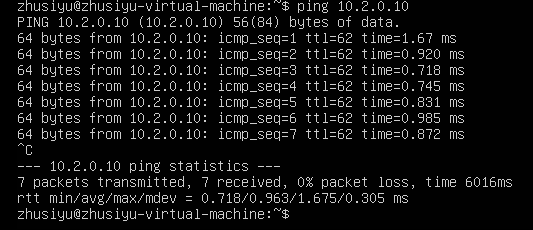 zhusiyu@zhusiyu-virtual-machine:~$ ping 10.2.0.10
PING 10.2.0.10 (10.2.0.10) 56(84) bytes of data.
64 bytes from 10.2.0.10: icmp_seq=1 ttl=62 time=1.67 ms
64 bytes from 10.2.0.10: icmp_seq=2 ttl=62 time=0.920 ms
64 bytes from 10.2.0.10: icmp_seq=3 ttl=62 time=0.718 ms
64 bytes from 10.2.0.10: icmp_seq=4 ttl=62 time=0.745 ms
64 bytes from 10.2.0.10: icmp_seq=5 ttl=62 time=0.831 ms
64 bytes from 10.2.0.10: icmp_seq=6 ttl=62 time=0.985 ms
64 bytes from 10.2.0.10: icmp_seq=7 ttl=62 time=0.872 ms
^C
--- 10.2.0.10 ping statistics ---
7 packets transmitted, 7 received, 0% packet loss, time 6016ms
rtt min/avg/max/mdev = 0.718/0.963/1.675/0.305 ms
zhusiyu@zhusiyu-virtual-machine:~$